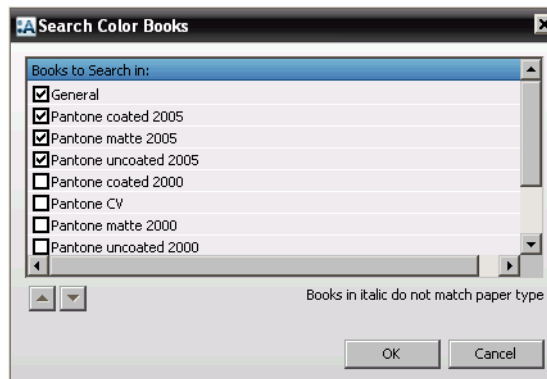 Search Color Books
Books to Search in:
General
Pantone coated 2005
Pantone matte 2005
Pantone uncoated 2005
Pantone coated 2000
Pantone CV
Pantone matte 2000
Pantone uncoated 2000
Books in italic do not match paper type
OK
Cancel